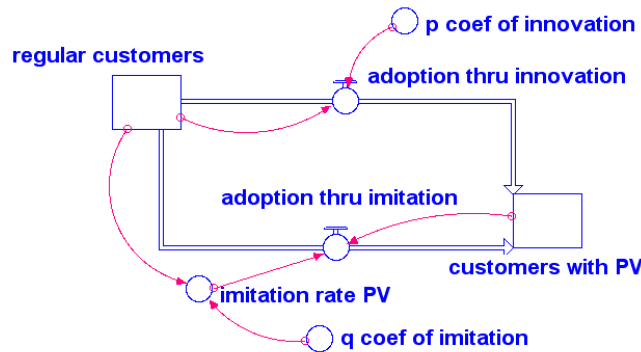 p coef of innovation
regular customers
adoption thru innovation
adoption thru imitation
customers with PV
imitation rate PV
q coef of imitation